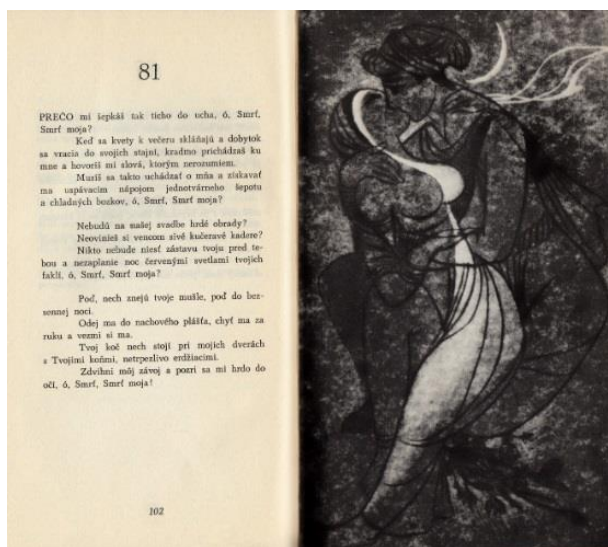 81
PREČO mi šepkáš tak ticho do ucha, ó, Smrť,
Smrť moja?
Keď sa kvety k večeru skláňajú a dobytok
sa vracia do svojich stajní, kradmo prichádzaš ku
mne a hovoríš mi slová, ktorým nerozumiem.
Musíš sa takto uchádzať o mňa a získavať
ma uspávacím nápojom jednotvárneho šepotu
a chladných bozkov, ó, Smrť, Smrť moja?
Nebudú na našej svadbe hrdé obrady?
Neovinieš si vencom sivé kučeravé kadere?
Nikto nebude niesť zástavu tvoju pred te-
bou a nezaplanie noc červenými svetlami tvojich
faklí, ó, Smrť, Smrť moja?
Poď, nech znejú tvoje mušle, poď do bez-
sennej noci.
Odej ma do nachového plášťa, chyť ma za
ruku a vezmi si ma.
Tvoj koč nech stojí pri mojich dverách
s Tvojimi koňmi, netrpezlivo erdžiacimi.
Zdvihni môj závoj a pozri sa mi hrdo do
očí, ó, Smrť, Smrť moja!
102